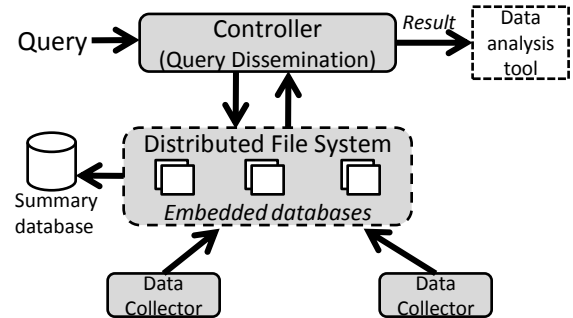 Query
Controller
(Query Dissemination)
Result
Data
analysis
tool
Distributed File System
Embedded databases
Summary
database
Data
Collector
Data
Collector